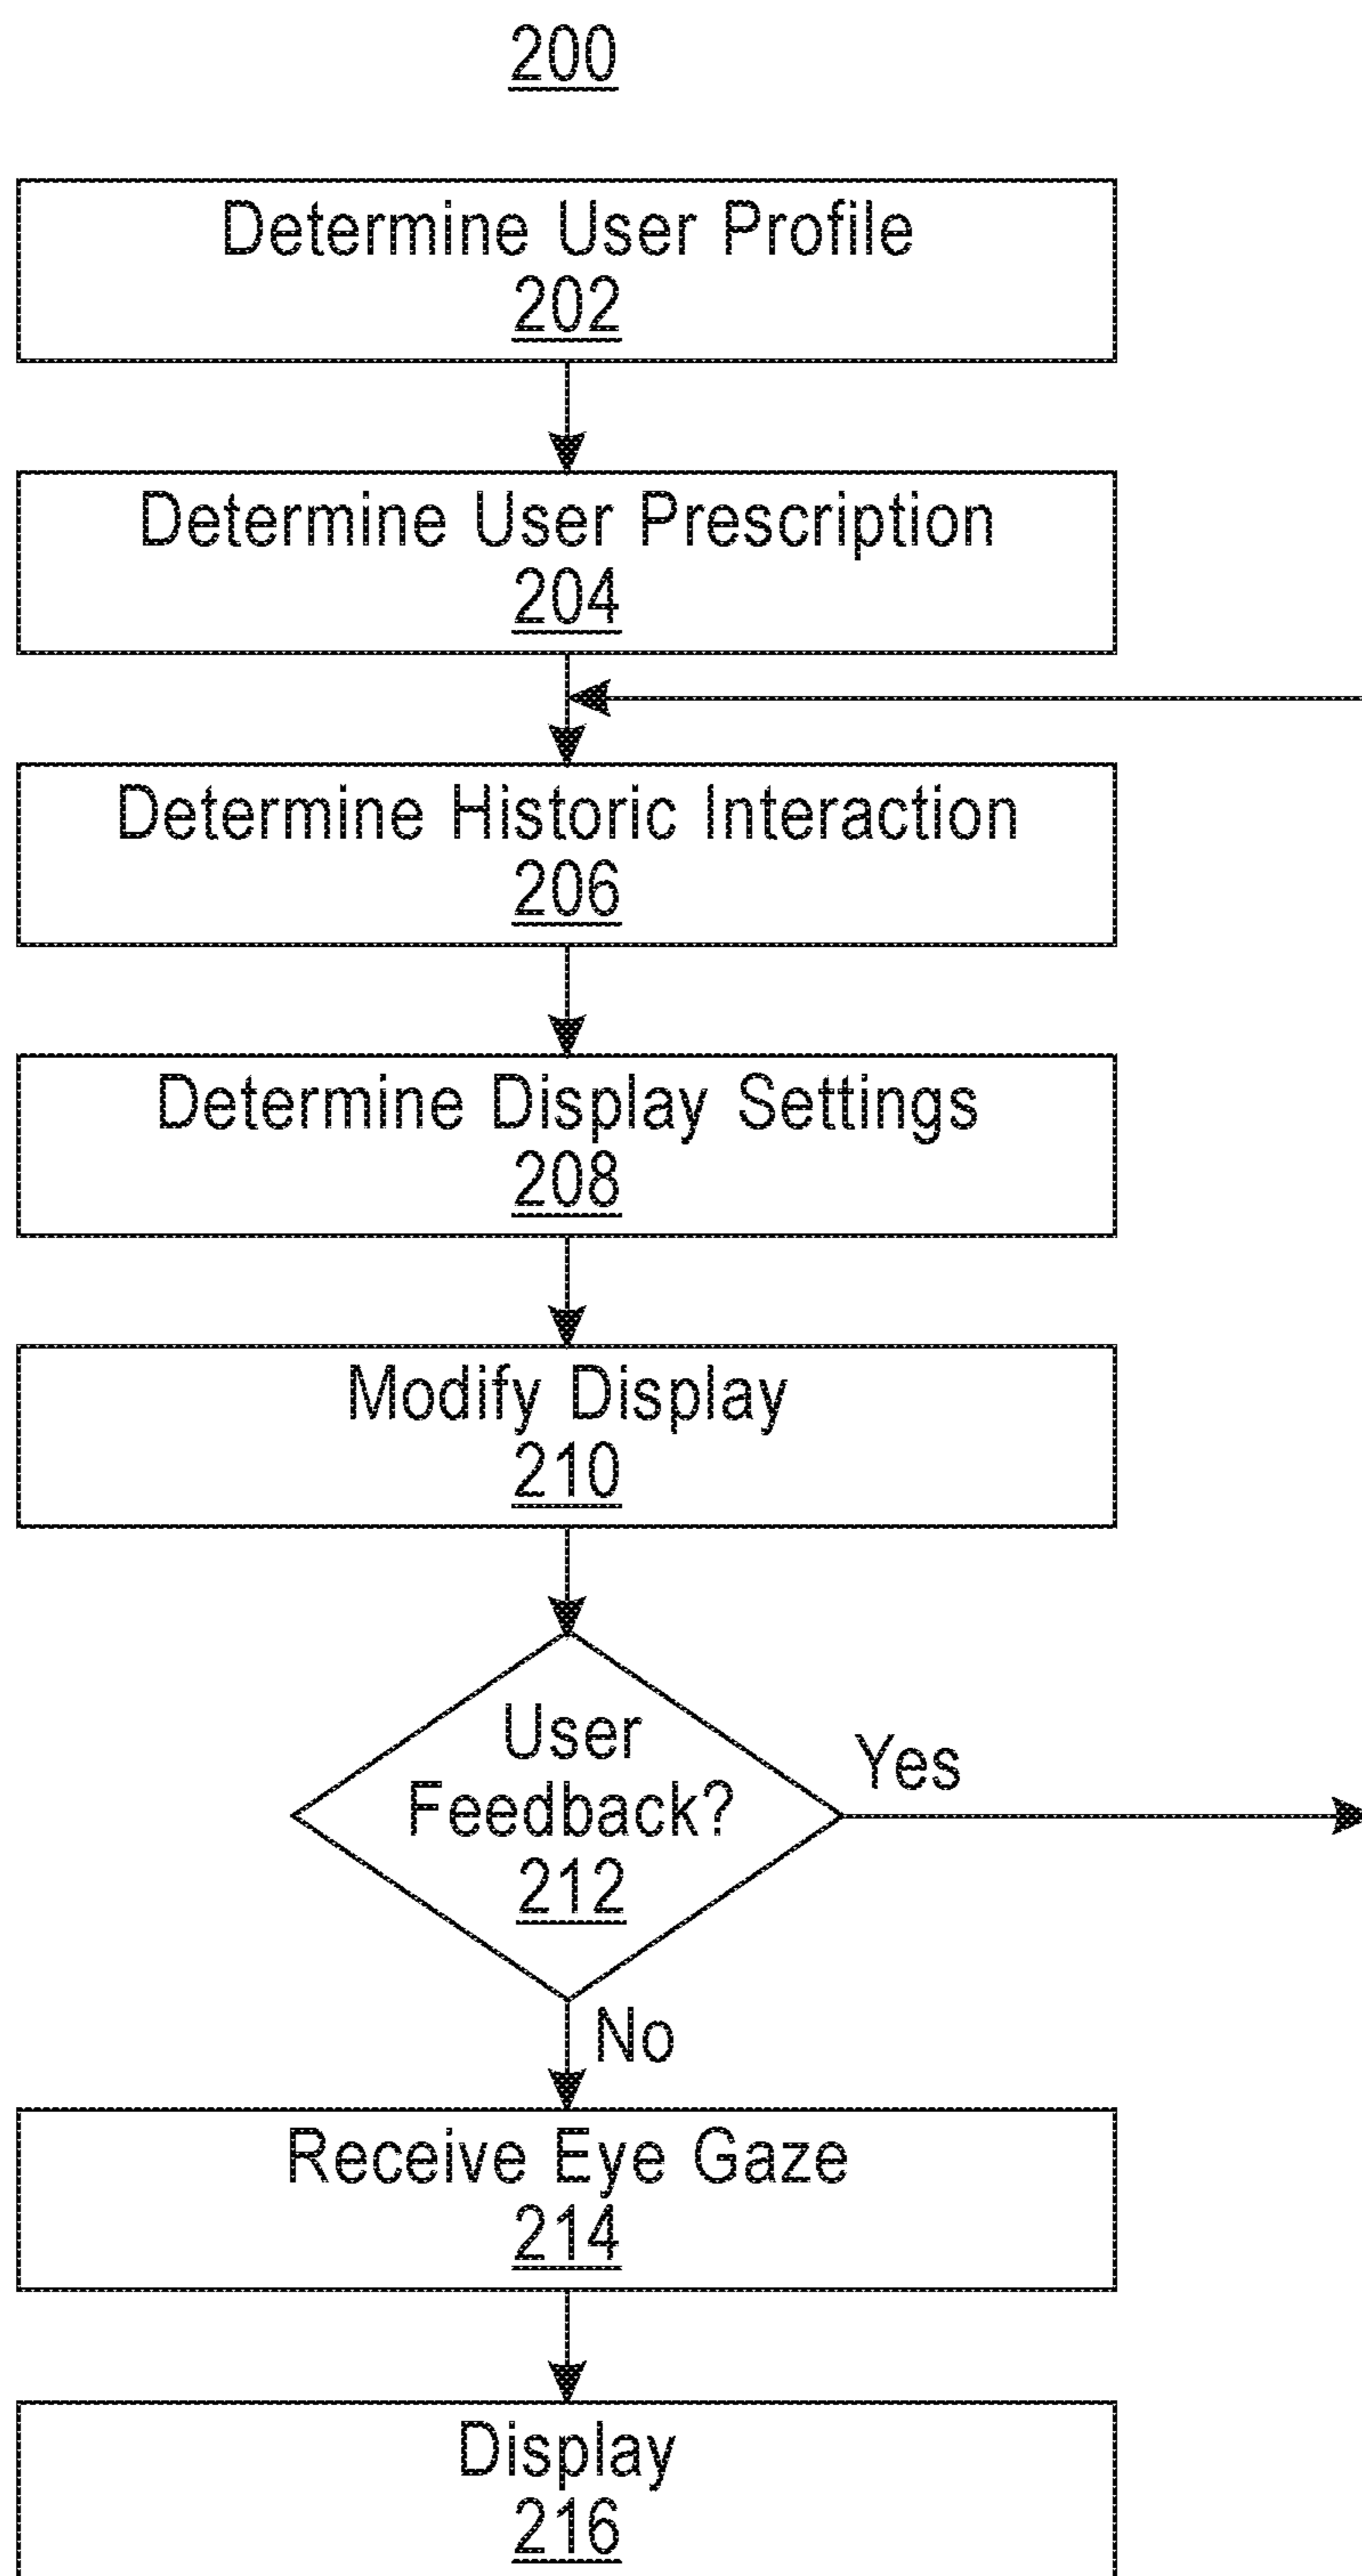 200
Determine User Profile
202
Determine User Prescription
204
Determine Historic Interaction
206
Determine Display Settings
208
Modify Display
210
User
Feedback?
212
Yes
No
Receive Eye Gaze
214
Display
216